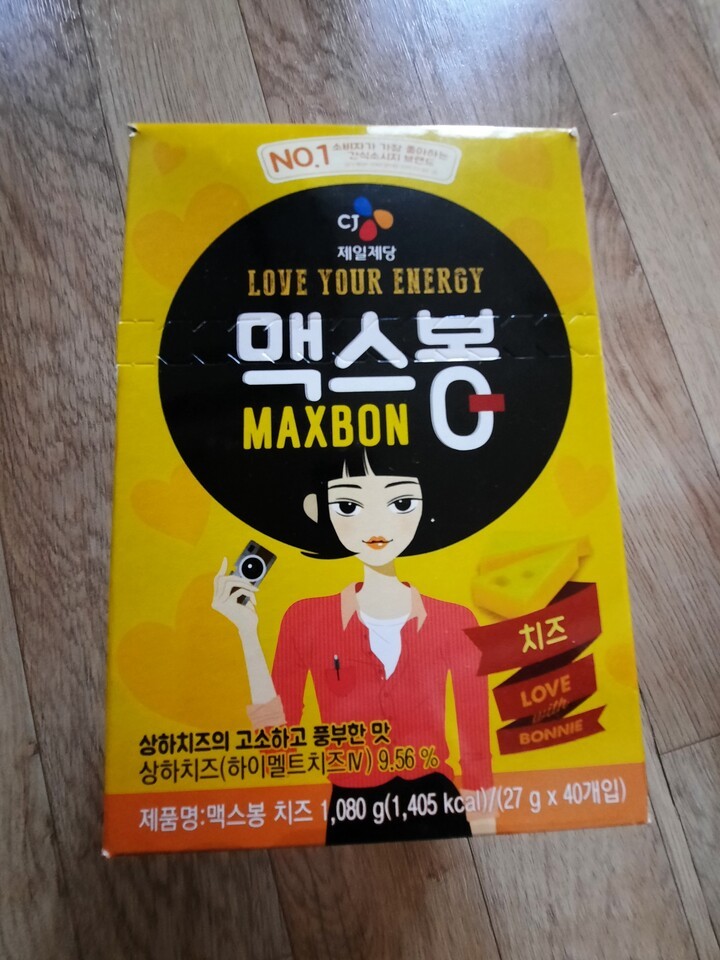 NO.1 소비자가 가장 좋아하는
간식소시지 브랜드
CJ
제일제당
LOVE YOUR ENERGY
맥스봉
MAXBON
치즈
LOVE
with
BONNIE
상하치즈의 고소하고 풍부한 맛
상하치즈(하이멜트치즈Ⅳ) 9.56 %
제품명:맥스봉 치즈 1,080 g(1,405 kcal)/(27 g x 40개입)